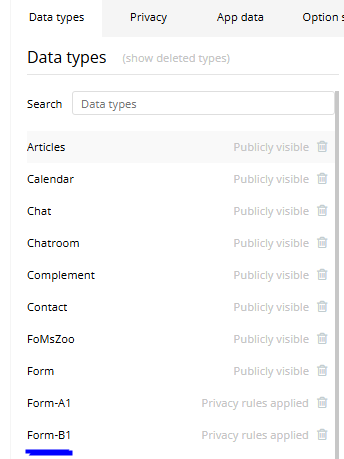 Data types Privacy App data Option s
Data types (show deleted types)
Search Data types
Articles Publicly visible
Calendar Publicly visible
Chat Publicly visible
Chatroom Publicly visible
Complement Publicly visible
Contact Publicly visible
FoMsZoo Publicly visible
Form Publicly visible
Form-A1 Privacy rules applied
Form-B1 Privacy rules applied